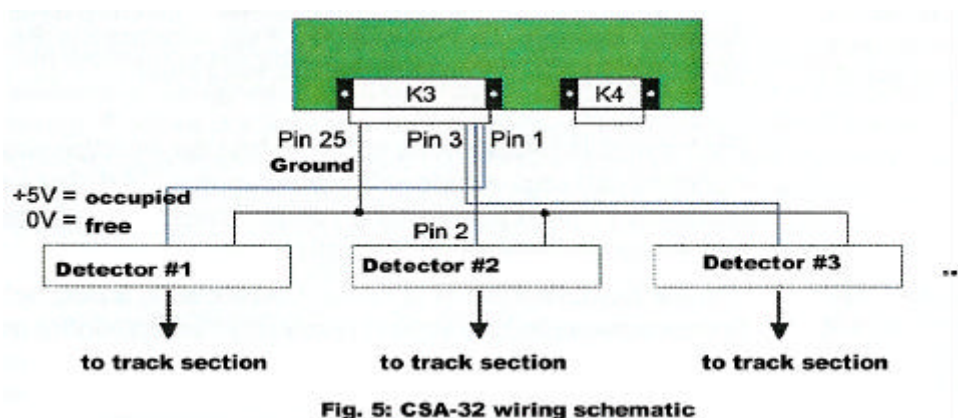 K3
K4
Pin 25
Pin 3
Pin 1
Ground
+5V = occupied
0V = free
Pin 2
Detector #1
Detector #2
Detector #3
..
to track section
to track section
to track section
Fig. 5: CSA-32 wiring schematic